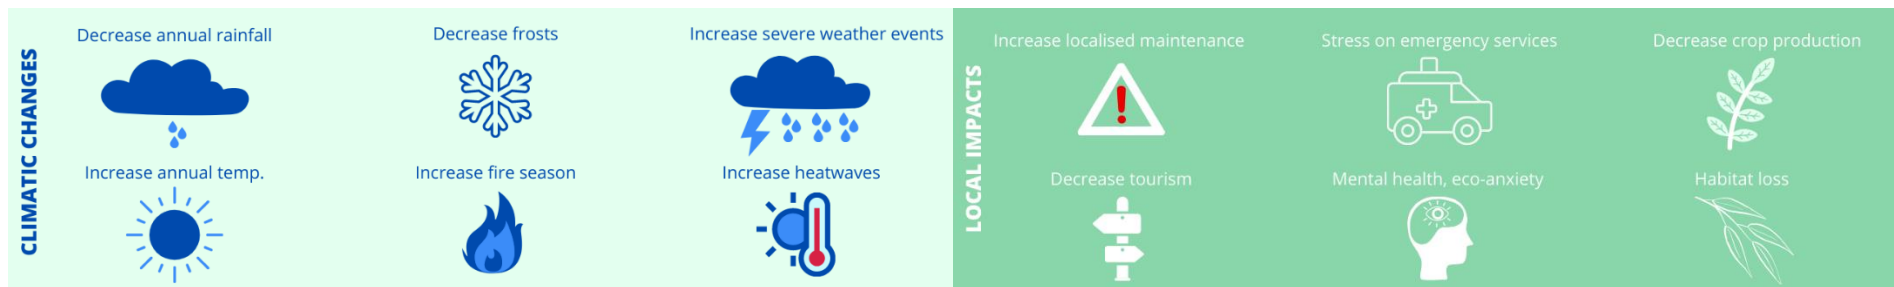 CLIMATIC CHANGES
Decrease annual rainfall
Decrease frosts
Increase severe weather events
Increase annual temp.
Increase fire season
Increase heatwaves
LOCAL IMPACTS
Increase localised maintenance
Stress on emergency services
Decrease crop production
Decrease tourism
Mental health, eco-anxiety
Habitat loss